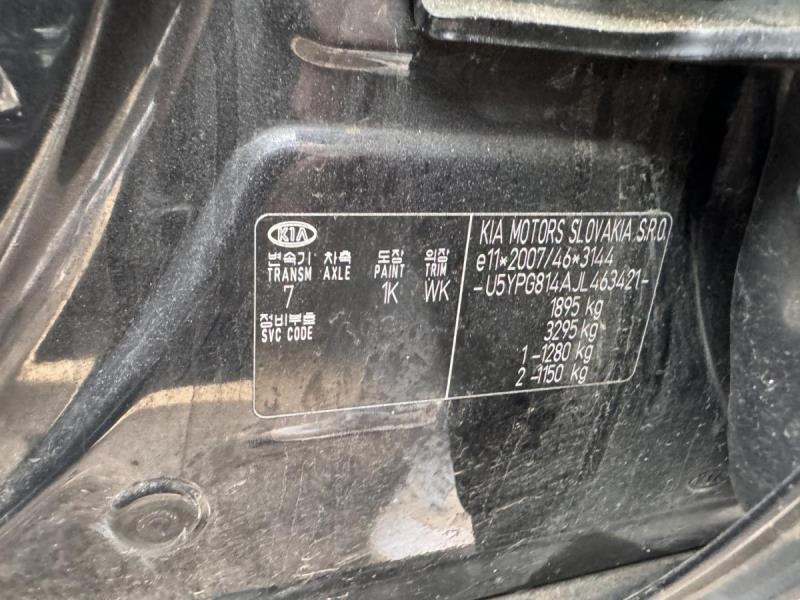 KIA
변속기 차축 도장 의장
TRANSM AXLE PAINT TRIM
7 1K WK
정비부호
SVC CODE
KIA MOTORS SLOVAKIA S.R.O.
e11*2007/46*3144
-U5YPG814AJL463421-
1895 kg
3295 kg
1 -1280 kg
2 -1150 kg